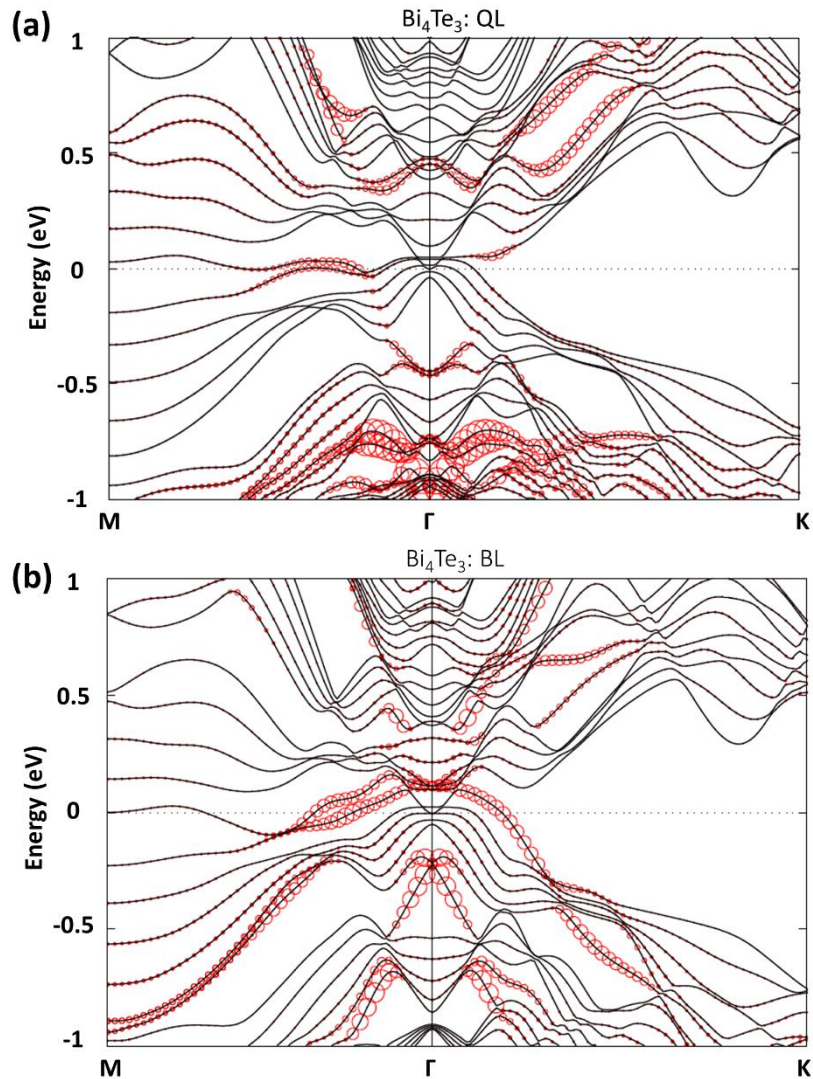 (a)
Bi₄Te₃: QL
1
0.5
0
-0.5
-1
Energy (eV)
M Γ K
(b)
Bi₄Te₃: BL
1
0.5
0
-0.5
-1
Energy (eV)
M Γ K